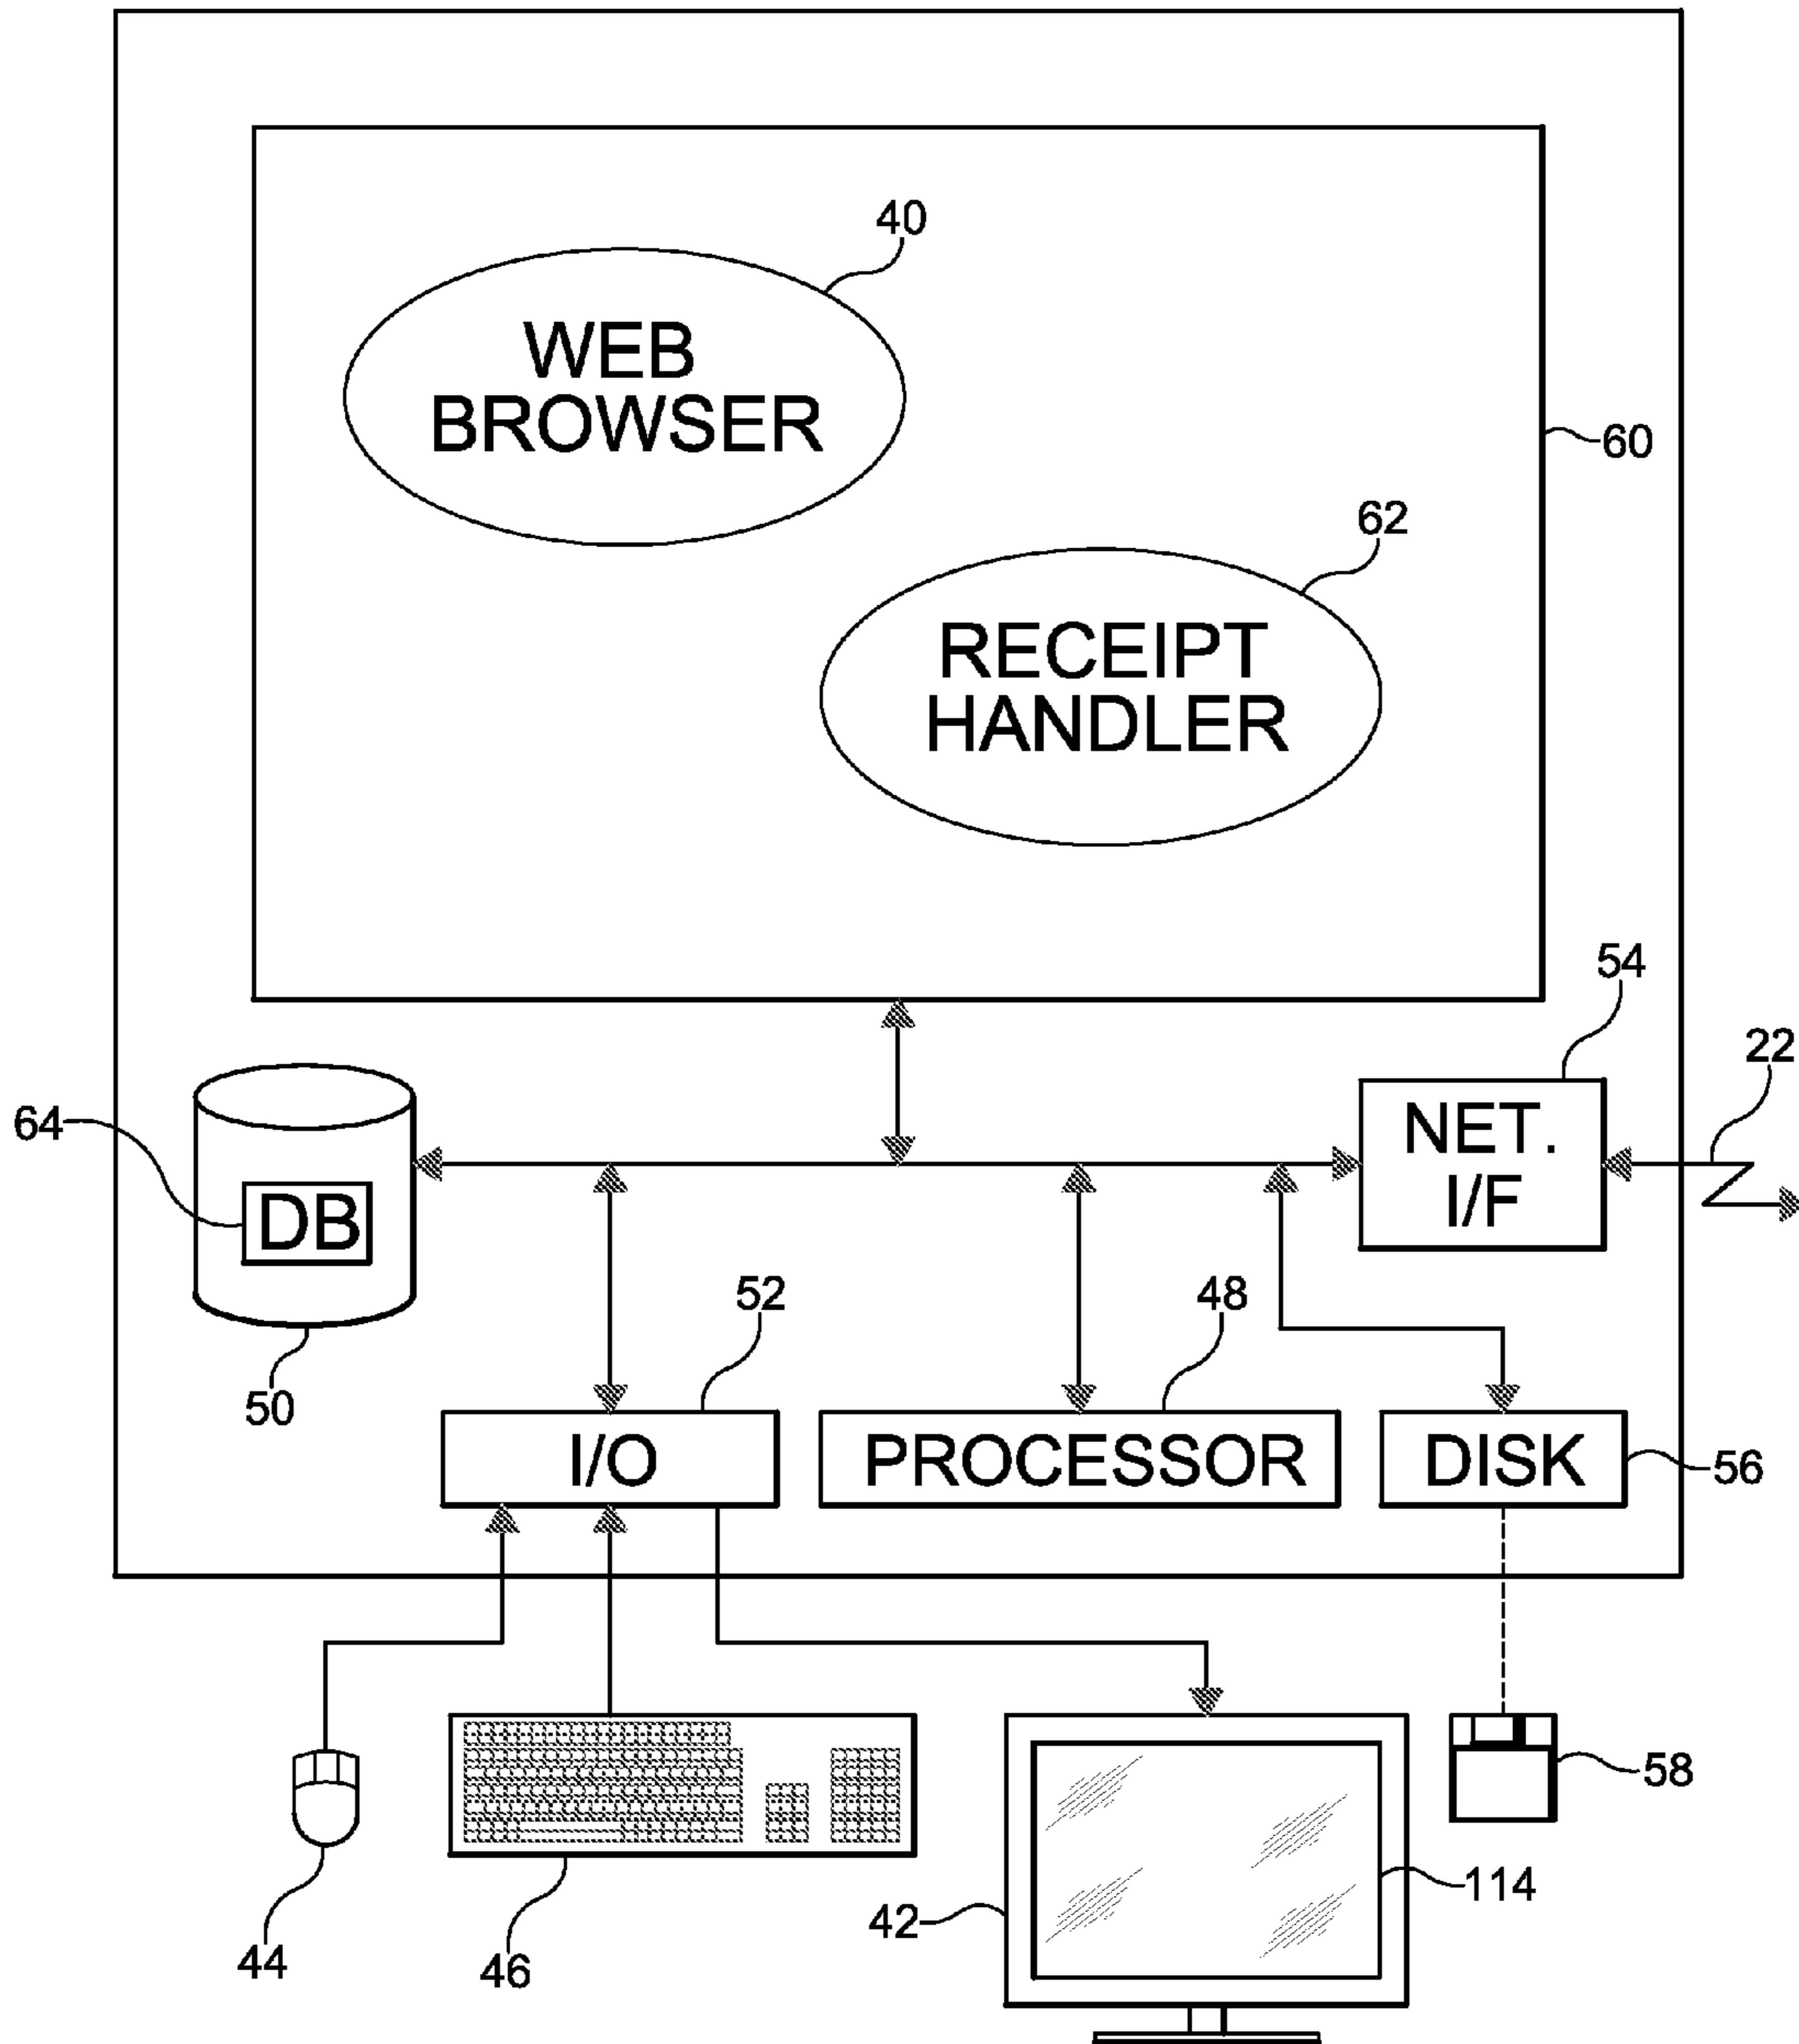 40
WEB
BROWSER
60
62
RECEIPT
HANDLER
54
22
64
NET.
I/F
DB
52
48
50
I/O
PROCESSOR
DISK
56
58
114
42
44
46